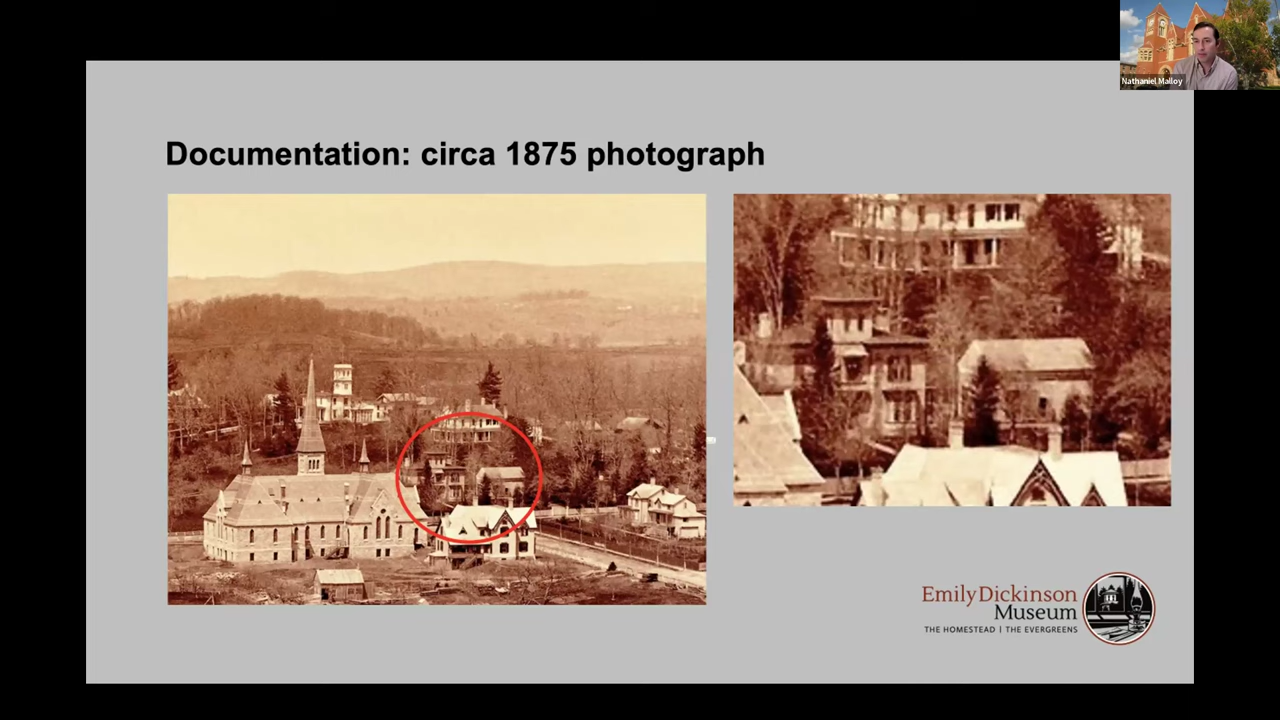 Nathaniel Malloy
Documentation: circa 1875 photograph
Emily Dickinson
Museum
THE HOMESTEAD | THE EVERGREENS